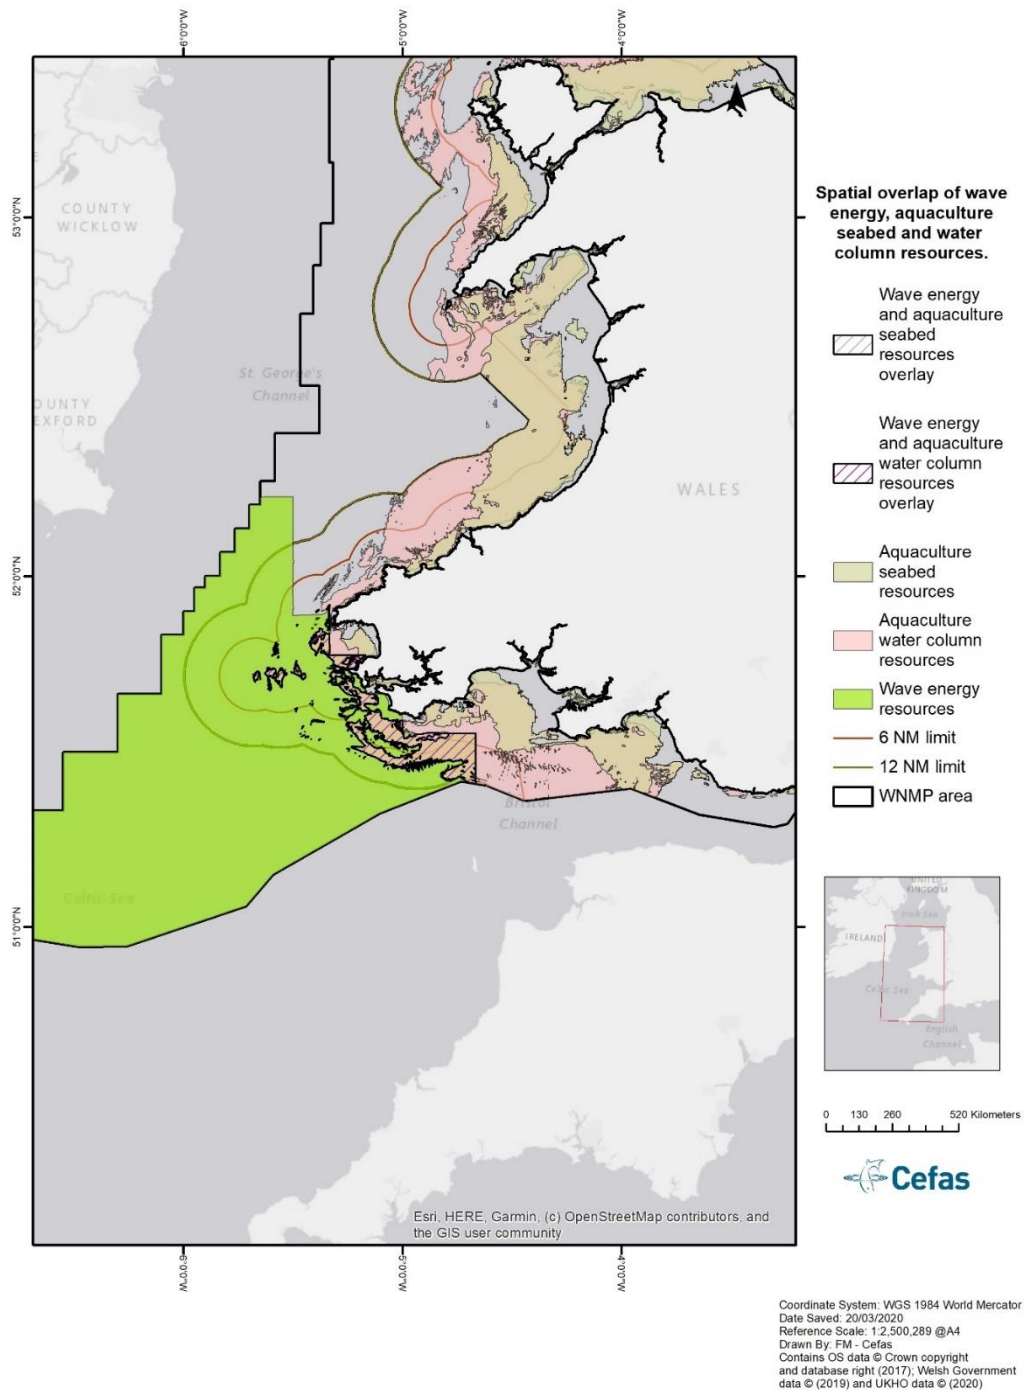 6°0'0"W
5°0'0"W
4°0'0"W
53°0'0"N
52°0'0"N
51°0'0"N
COUNTY
WICKLOW
OUNTY
EXFORD
St. George's
Channel
WALES
Bristol
Channel
Celtic Sea
Esri, HERE, Garmin, (c) OpenStreetMap contributors, and
the GIS user community
6°0'0"W
5°0'0"W
4°0'0"W
Spatial overlap of wave
energy, aquaculture
seabed and water
column resources.
Wave energy
and aquaculture
seabed
resources
overlay
Wave energy
and aquaculture
water column
resources
overlay
Aquaculture
seabed
resources
Aquaculture
water column
resources
Wave energy
resources
6 NM limit
12 NM limit
WNMP area
UNITED
KINGDOM
Irish Sea
IRELAND
Celtic Sea
English
Channel
0 130 260 520 Kilometers
Cefas
Coordinate System: WGS 1984 World Mercator
Date Saved: 20/03/2020
Reference Scale: 1:2,500,289 @A4
Drawn By: FM - Cefas
Contains OS data © Crown copyright
and database right (2017); Welsh Government
data © (2019) and UKHO data © (2020)